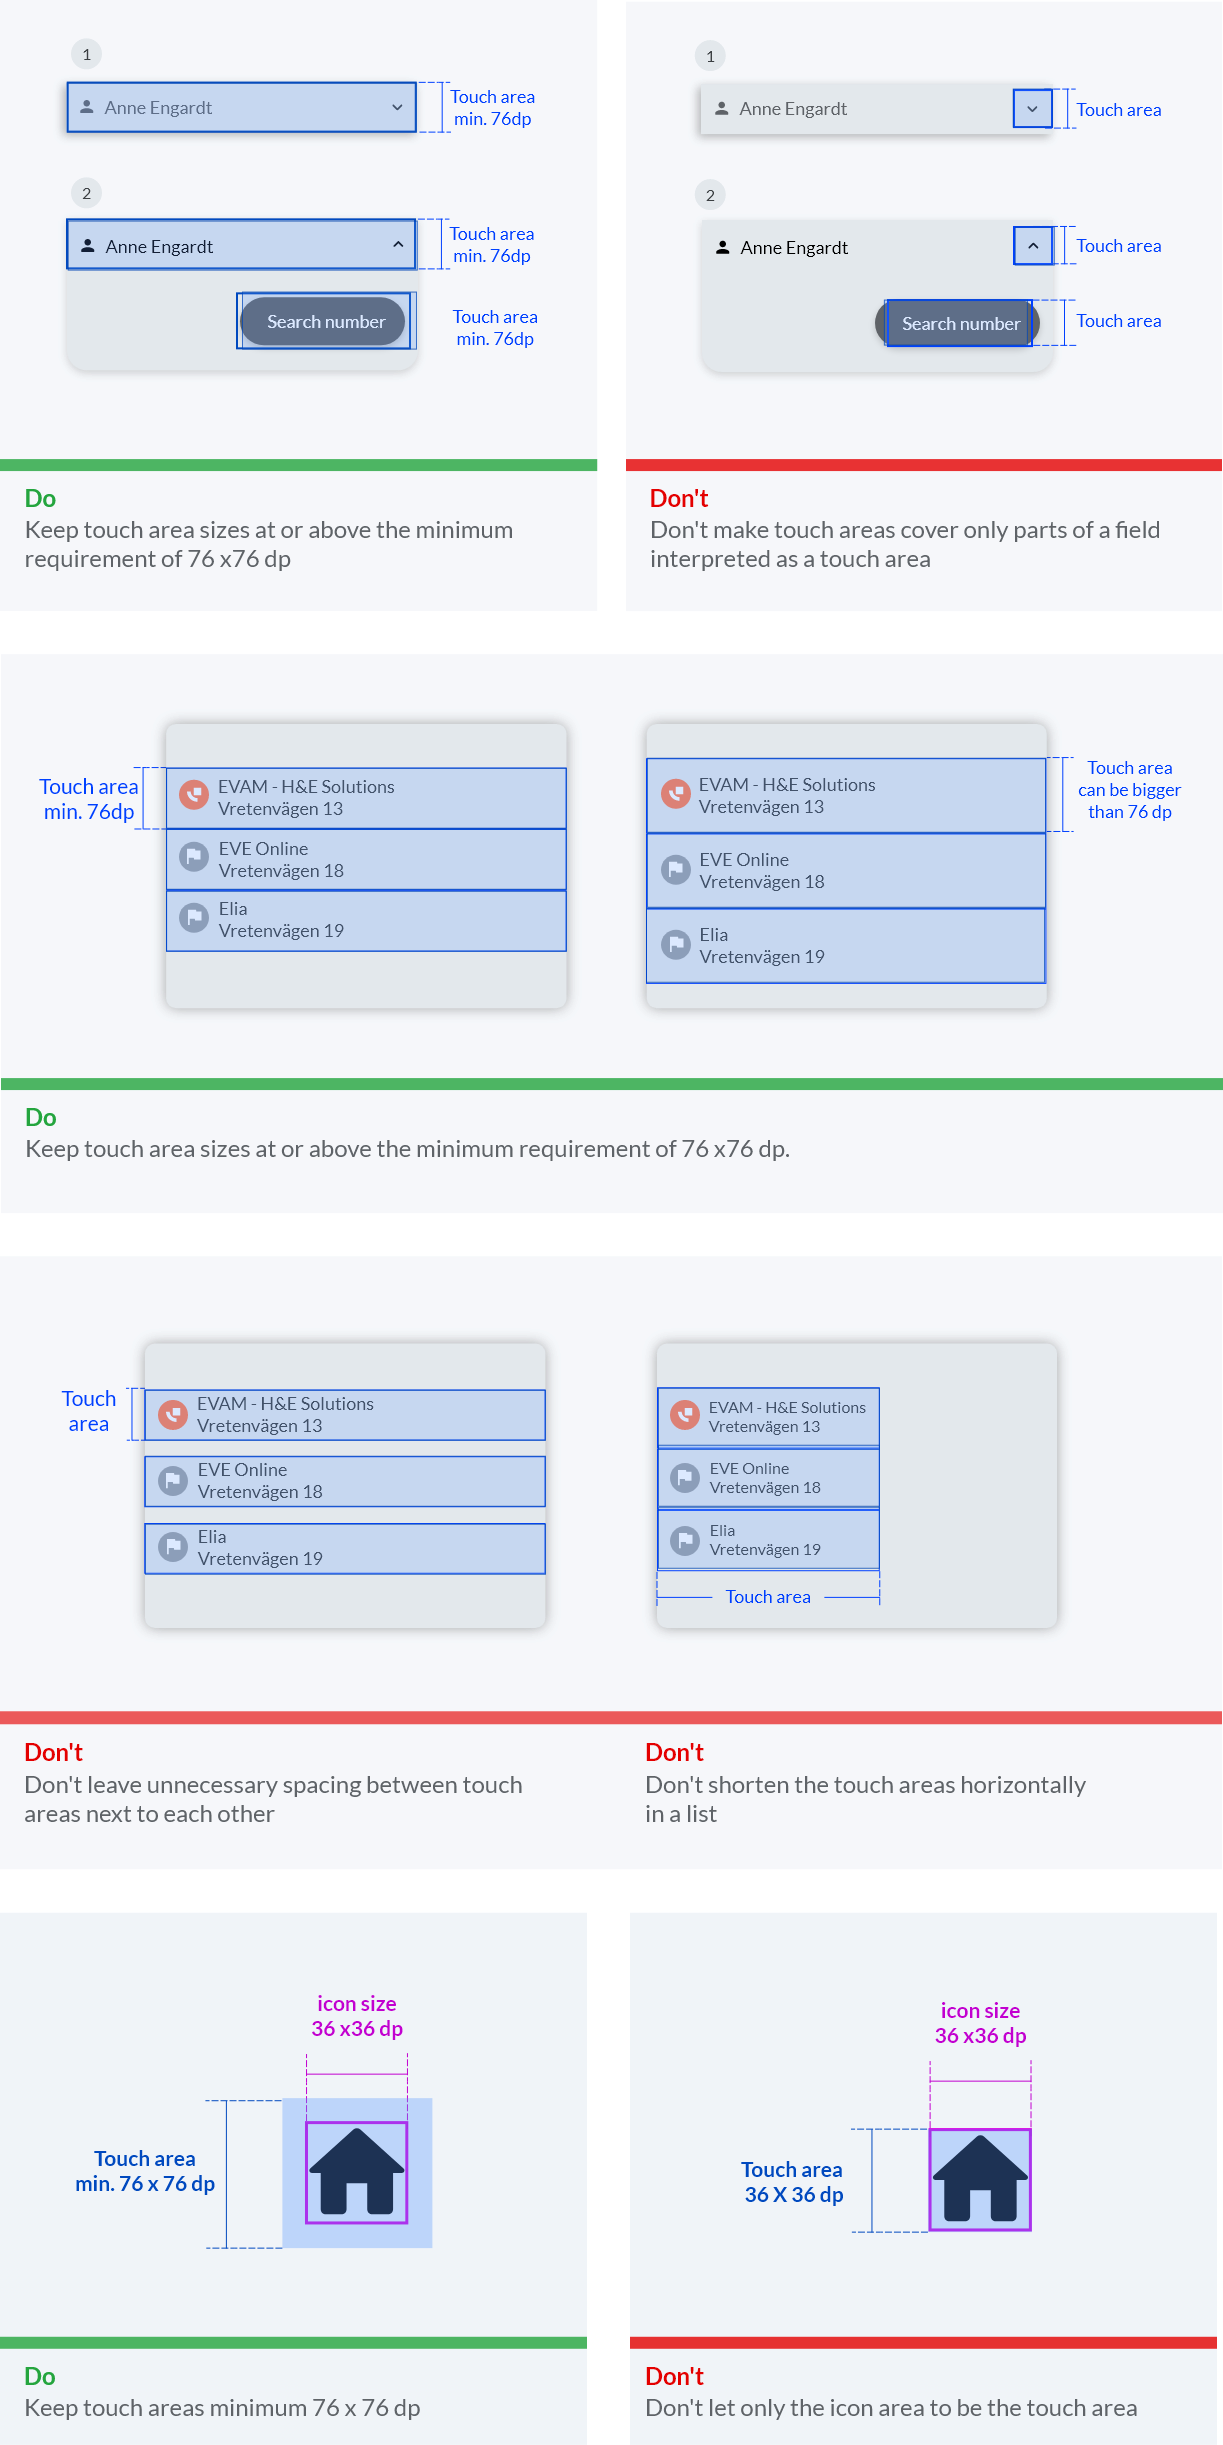 1
Anne Engardt
Touch area
min. 76dp
2
Anne Engardt
Touch area
min. 76dp
Search number
Touch area
min. 76dp
Do
Keep touch area sizes at or above the minimum
requirement of 76 x76 dp
1
Anne Engardt
Touch area
2
Anne Engardt
Touch area
Search number
Touch area
Don't
Don't make touch areas cover only parts of a field
interpreted as a touch area
Touch area
min. 76dp
EVAM - H&E Solutions
Vretenvägen 13
EVE Online
Vretenvägen 18
Elia
Vretenvägen 19
EVAM - H&E Solutions
Vretenvägen 13
EVE Online
Vretenvägen 18
Elia
Vretenvägen 19
Touch area
can be bigger
than 76 dp
Do
Keep touch area sizes at or above the minimum requirement of 76 x76 dp.
Touch
area
EVAM - H&E Solutions
Vretenvägen 13
EVE Online
Vretenvägen 18
Elia
Vretenvägen 19
Don't
Don't leave unnecessary spacing between touch
areas next to each other
EVAM - H&E Solutions
Vretenvägen 13
EVE Online
Vretenvägen 18
Elia
Vretenvägen 19
Touch area
Don't
Don't shorten the touch areas horizontally
in a list
icon size
36 x36 dp
Touch area
min. 76 x 76 dp
Do
Keep touch areas minimum 76 x 76 dp
icon size
36 x36 dp
Touch area
36 X 36 dp
Don't
Don't let only the icon area to be the touch area